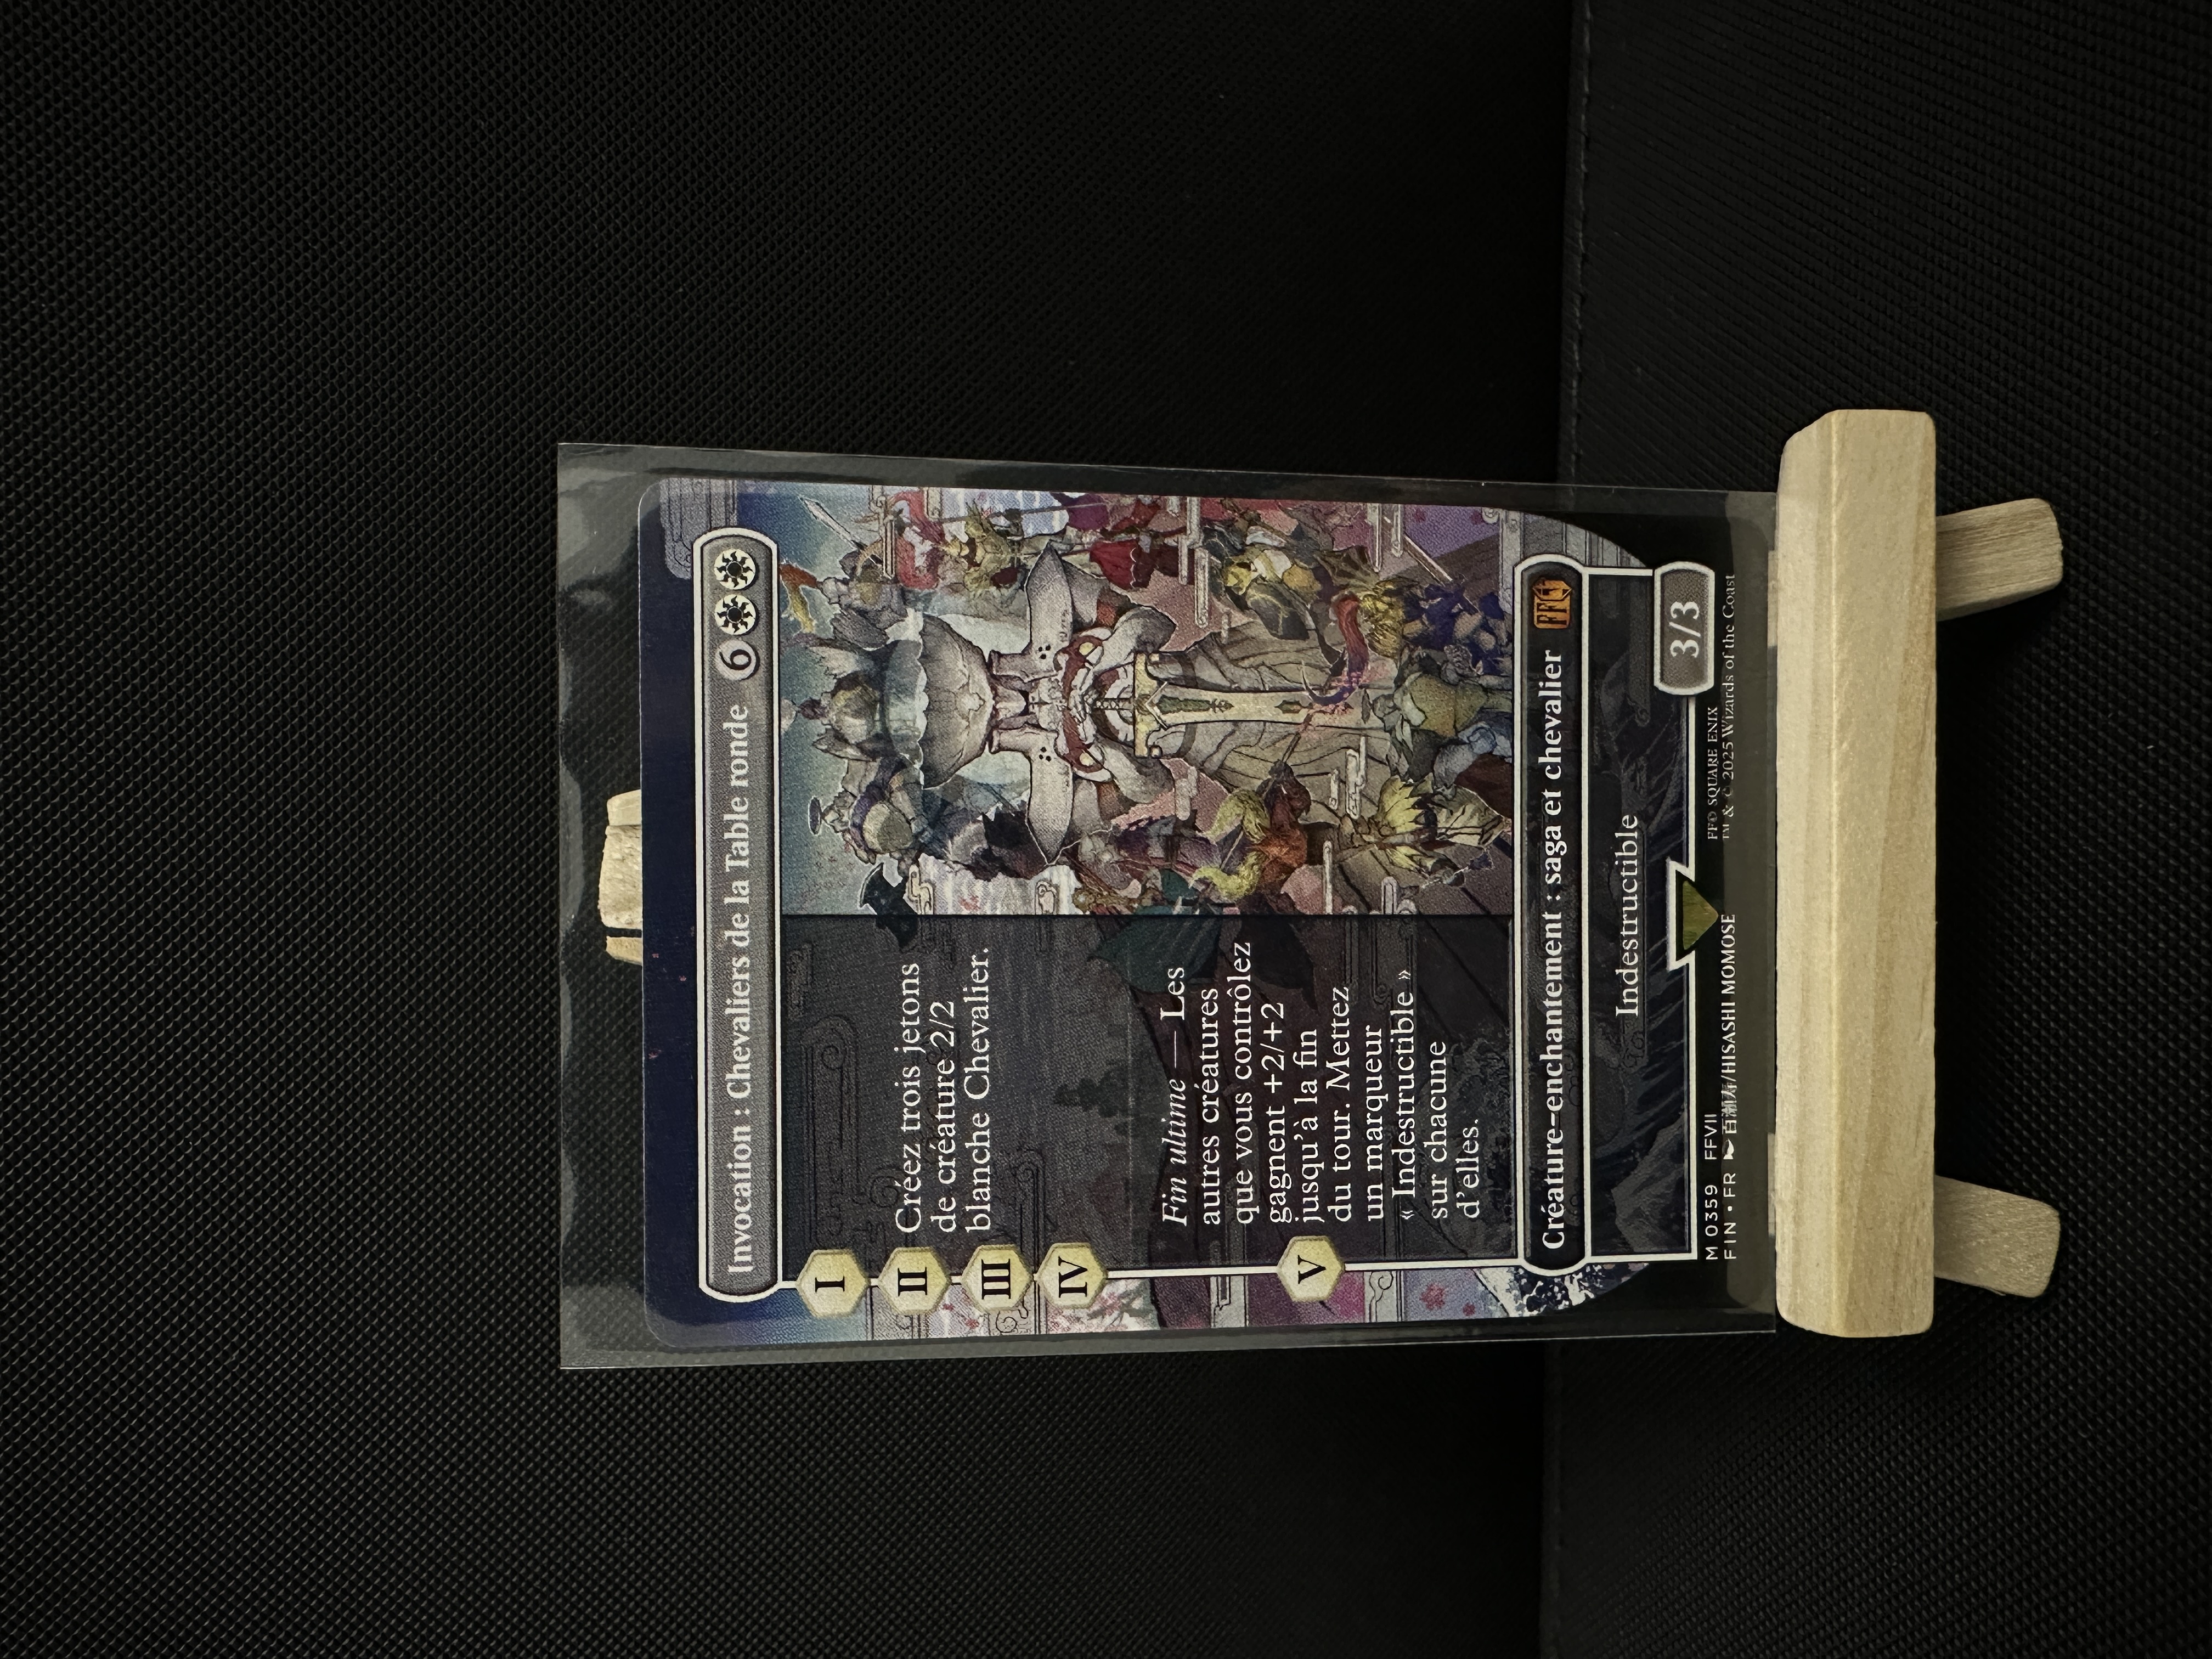 Invocation : Chevaliers de la Table ronde 6
I
II
III
IV
Créez trois jetons
de créature 2/2
blanche Chevalier.
V
Fin ultime — Les
autres créatures
que vous contrôlez
gagnent +2/+2
jusqu'à la fin
du tour. Mettez
un marqueur
« Indestructible »
sur chacune
d'elles.
Créature-enchantement : saga et chevalier FF
Indestructible
3/3
M 0359 FFVII
FIN • FR 百瀬寿/HISASHI MOMOSE
FF© SQUARE ENIX
™ & © 2025 Wizards of the Coast